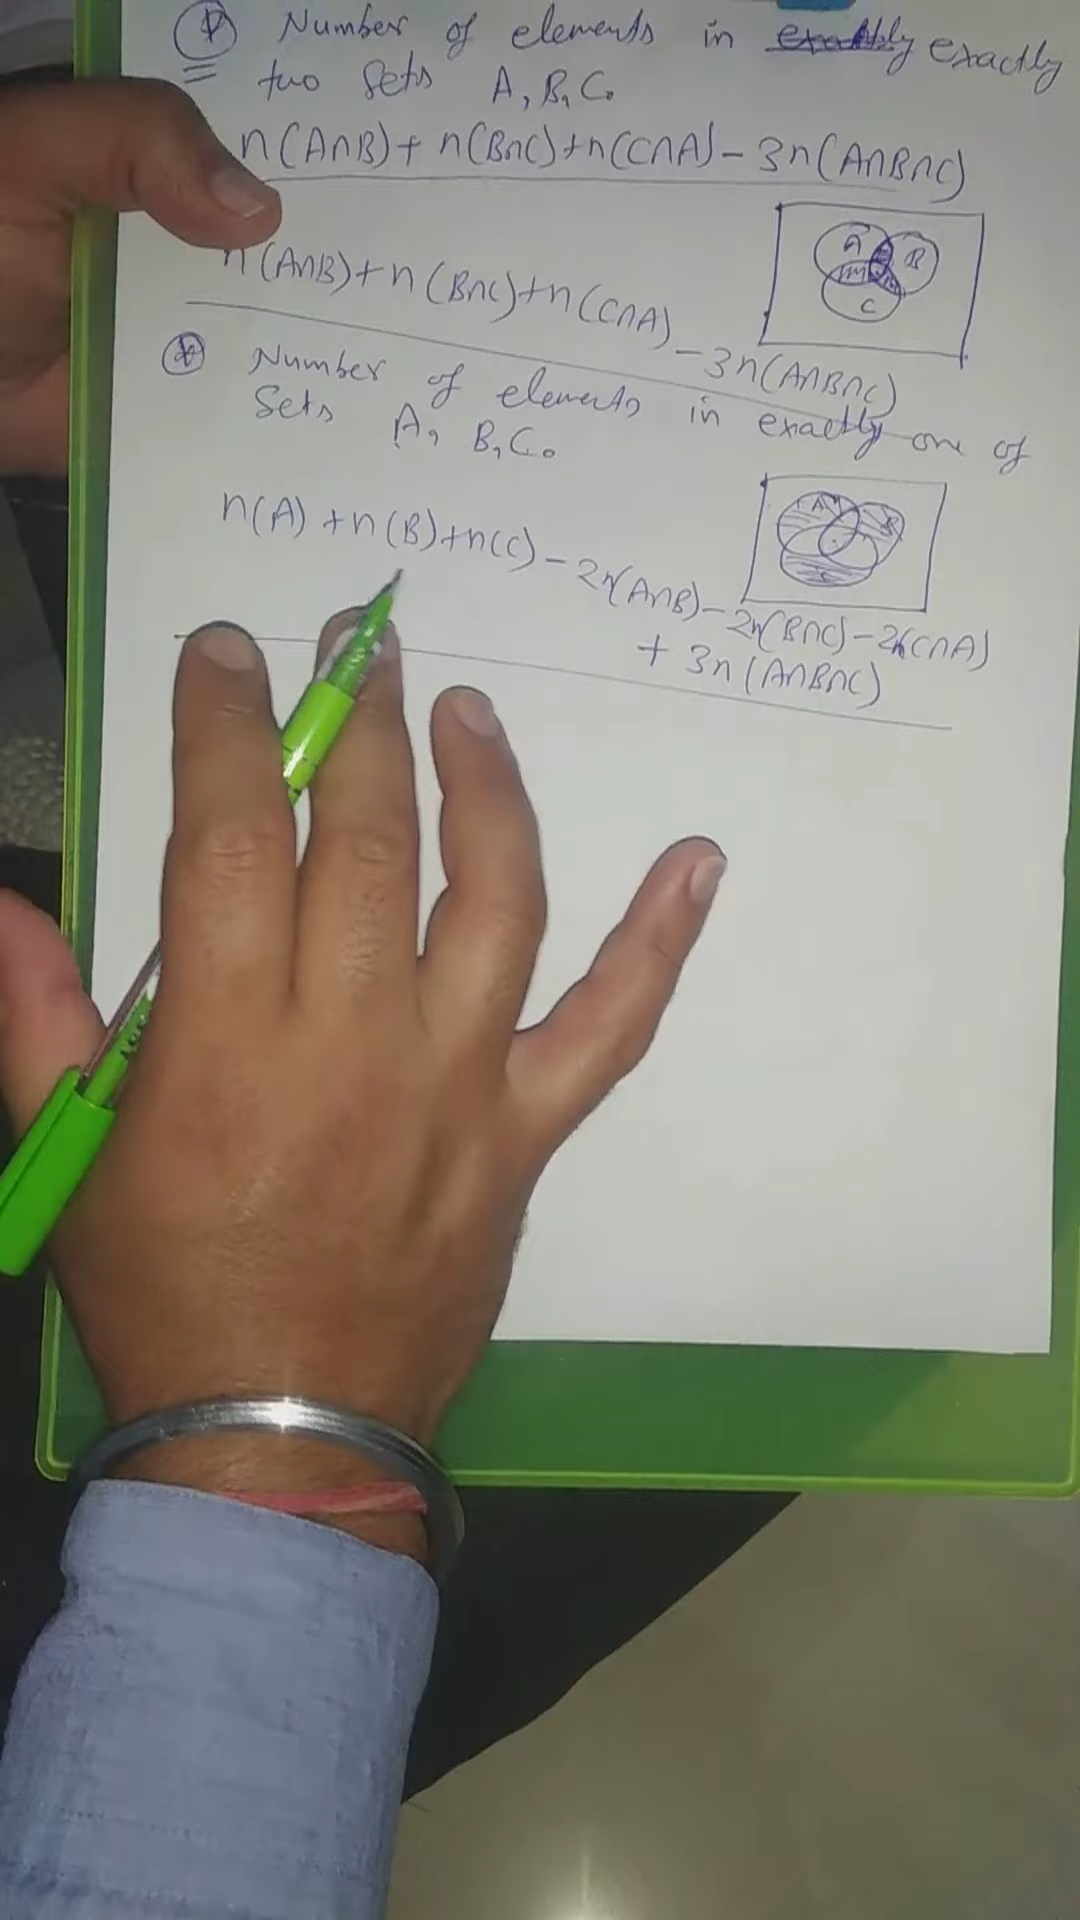 Number of elements in exactly exactly
two sets A, B, C.
n(A∩B)+ n(B∩C)+n(C∩A)- 3n(A∩B∩C)
A B C
n(A∩B)+n(B∩C)+n(C∩A)-3n(A∩B∩C)
Number of elements in exactly one of
Sets A, B, C.
n(A)+n(B)+n(C)-2n(A∩B)-2n(B∩C)-2n(C∩A)
+ 3n(A∩B∩C)
A B C